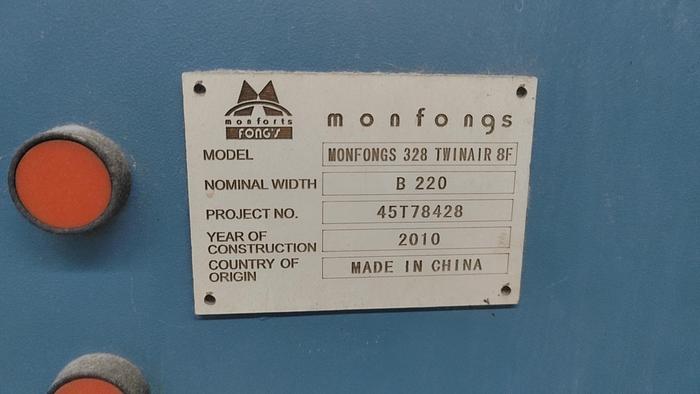 monforts
FONG'S
monfongs
MODEL MONFONGS 328 TWINAIR 8F
NOMINAL WIDTH B 220
PROJECT NO. 45T78428
YEAR OF
CONSTRUCTION 2010
COUNTRY OF
ORIGIN MADE IN CHINA